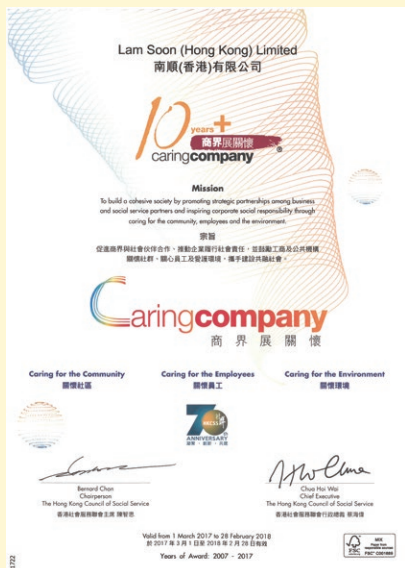 Lam Soon (Hong Kong) Limited
南順(香港)有限公司
10 years +
商界展關懷
caringcompany®
Mission
To build a cohesive society by promoting strategic partnerships among business
and social service partners and inspiring corporate social responsibility through
caring for the community, employees and the environment.
宗旨
促進商界與社會伙伴合作，推動企業履行社會責任，並鼓勵工商及公共機構
關懷社群、關心員工及愛護環境，攜手建設共融社會。
Caringcompany
商界展關懷
Caring for the Community
關懷社區
Caring for the Employees
關懷員工
Caring for the Environment
關懷環境
70
HKCSS
ANNIVERSARY
Bernard Chan
Chairperson
The Hong Kong Council of Social Service
香港社會服務聯會主席 陳智思
Chua Hoi Wai
Chief Executive
The Hong Kong Council of Social Service
香港社會服務聯會行政總裁 蔡海偉
Valid from 1 March 2017 to 28 February 2018
於 2017 年 3 月 1 日至 2018 年 2 月 28 日有效
Years of Award: 2007 - 2017
FSC
MIX
1722